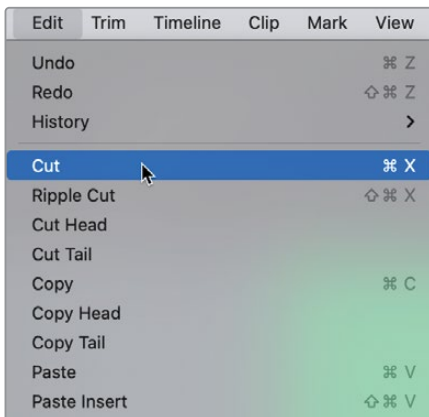 Edit Trim Timeline Clip Mark View
Undo ⌘ Z
Redo ⇧ ⌘ Z
History >
Cut ⌘ X
Ripple Cut ⇧ ⌘ X
Cut Head
Cut Tail
Copy ⌘ C
Copy Head
Copy Tail
Paste ⌘ V
Paste Insert ⇧ ⌘ V